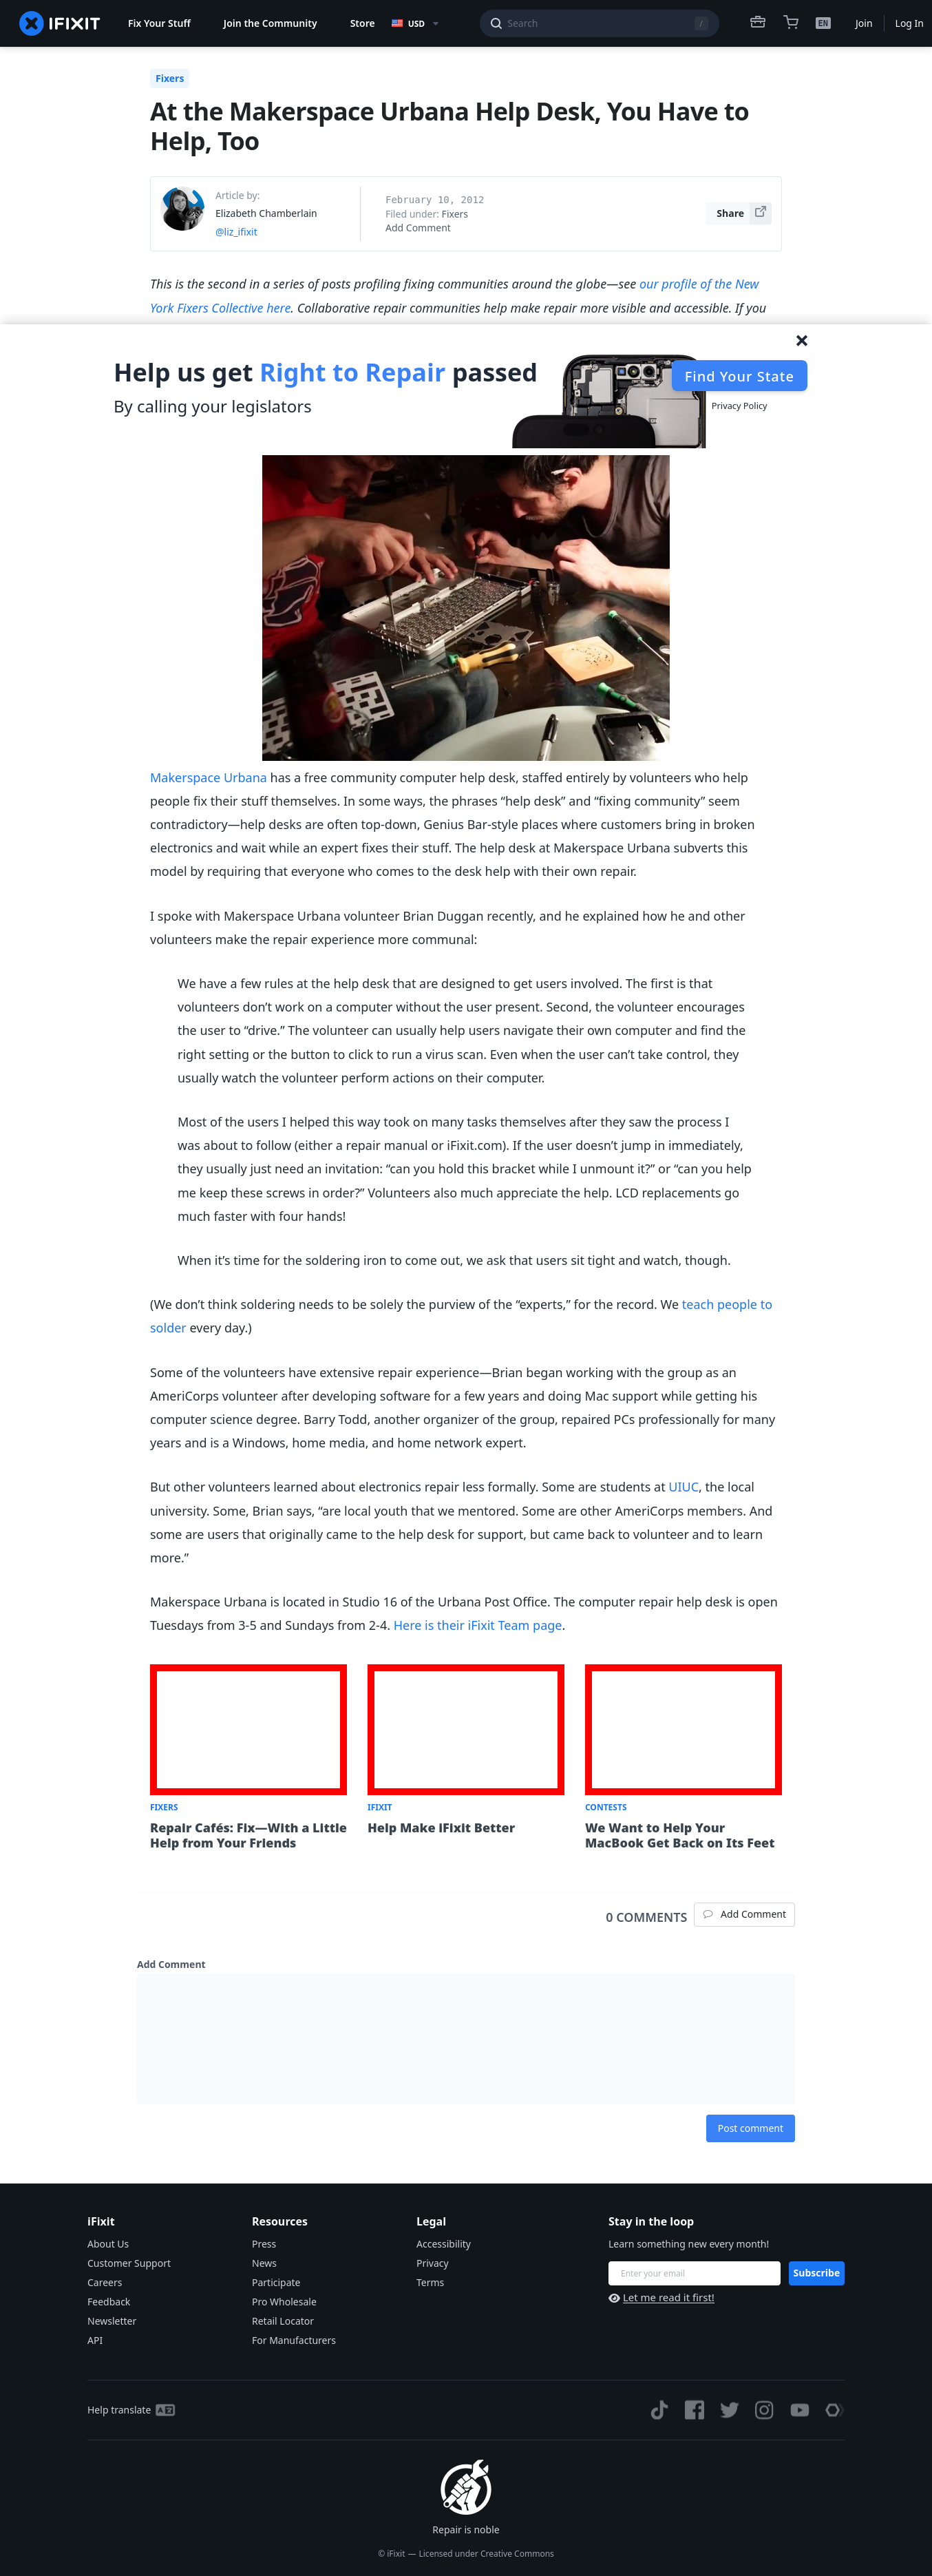 IFIXIT
Fix Your Stuff
Join the Community
Store
USD
Search
/
EN
Join
Log In
Fixers
At the Makerspace Urbana Help Desk, You Have to
Help, Too
Article by:
Elizabeth Chamberlain
@liz_ifixit
February 10, 2012
Filed under: Fixers
Add Comment
Share
This is the second in a series of posts profiling fixing communities around the globe—see our profile of the New
York Fixers Collective here. Collaborative repair communities help make repair more visible and accessible. If you
Help us get Right to Repair passed
By calling your legislators
Find Your State
Privacy Policy
Makerspace Urbana has a free community computer help desk, staffed entirely by volunteers who help
people fix their stuff themselves. In some ways, the phrases “help desk” and “fixing community” seem
contradictory—help desks are often top-down, Genius Bar-style places where customers bring in broken
electronics and wait while an expert fixes their stuff. The help desk at Makerspace Urbana subverts this
model by requiring that everyone who comes to the desk help with their own repair.
I spoke with Makerspace Urbana volunteer Brian Duggan recently, and he explained how he and other
volunteers make the repair experience more communal:
We have a few rules at the help desk that are designed to get users involved. The first is that
volunteers don’t work on a computer without the user present. Second, the volunteer encourages
the user to “drive.” The volunteer can usually help users navigate their own computer and find the
right setting or the button to click to run a virus scan. Even when the user can’t take control, they
usually watch the volunteer perform actions on their computer.
Most of the users I helped this way took on many tasks themselves after they saw the process I
was about to follow (either a repair manual or iFixit.com). If the user doesn’t jump in immediately,
they usually just need an invitation: “can you hold this bracket while I unmount it?” or “can you help
me keep these screws in order?” Volunteers also much appreciate the help. LCD replacements go
much faster with four hands!
When it’s time for the soldering iron to come out, we ask that users sit tight and watch, though.
(We don’t think soldering needs to be solely the purview of the “experts,” for the record. We teach people to
solder every day.)
Some of the volunteers have extensive repair experience—Brian began working with the group as an
AmeriCorps volunteer after developing software for a few years and doing Mac support while getting his
computer science degree. Barry Todd, another organizer of the group, repaired PCs professionally for many
years and is a Windows, home media, and home network expert.
But other volunteers learned about electronics repair less formally. Some are students at UIUC, the local
university. Some, Brian says, “are local youth that we mentored. Some are other AmeriCorps members. And
some are users that originally came to the help desk for support, but came back to volunteer and to learn
more.”
Makerspace Urbana is located in Studio 16 of the Urbana Post Office. The computer repair help desk is open
Tuesdays from 3-5 and Sundays from 2-4. Here is their iFixit Team page.
FIXERS
Repair Cafés: Fix—With a Little
Help from Your Friends
IFIXIT
Help Make iFixit Better
CONTESTS
We Want to Help Your
MacBook Get Back on Its Feet
0 COMMENTS
Add Comment
Add Comment
Post comment
iFixit
About Us
Customer Support
Careers
Feedback
Newsletter
API
Resources
Press
News
Participate
Pro Wholesale
Retail Locator
For Manufacturers
Legal
Accessibility
Privacy
Terms
Stay in the loop
Learn something new every month!
Enter your email
Subscribe
Let me read it first!
Help translate
Repair is noble
© iFixit — Licensed under Creative Commons